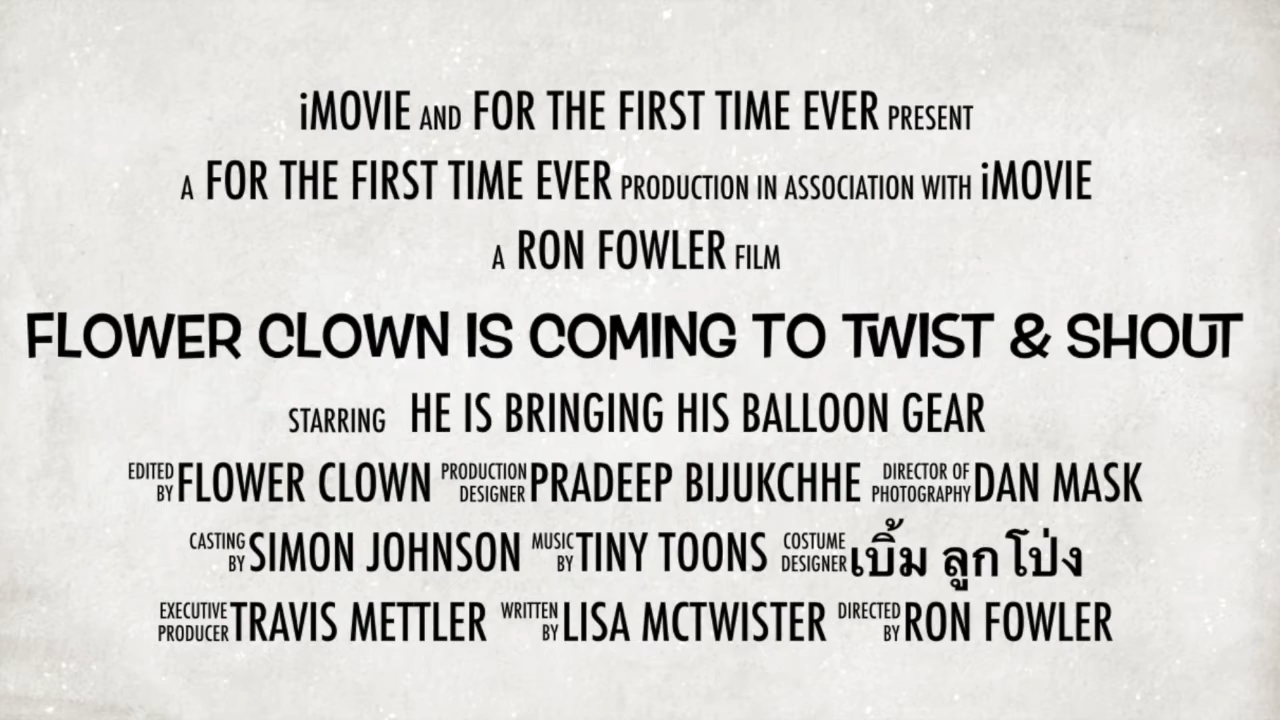 iMOVIE AND FOR THE FIRST TIME EVER PRESENT
A FOR THE FIRST TIME EVER PRODUCTION IN ASSOCIATION WITH iMOVIE
A RON FOWLER FILM
FLOWER CLOWN IS COMING TO TWIST & SHOUT
STARRING HE IS BRINGING HIS BALLOON GEAR
EDITED BY FLOWER CLOWN PRODUCTION DESIGNER PRADEEP BIJUKCHHE DIRECTOR OF PHOTOGRAPHY DAN MASK
CASTING BY SIMON JOHNSON MUSIC BY TINY TOONS COSTUME DESIGNER เบิ้ม ลูกโป่ง
EXECUTIVE PRODUCER TRAVIS METTLER WRITTEN BY LISA MCTWISTER DIRECTED BY RON FOWLER